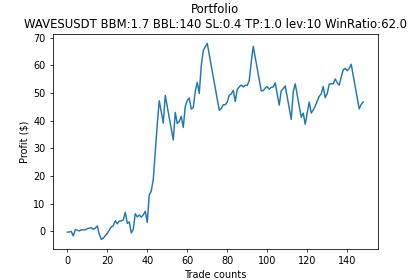 Portfolio
WAVESUSDT BBM:1.7 BBL:140 SL:0.4 TP:1.0 lev:10 WinRatio:62.0
70
60
50
40
30
20
10
0
Profit ($)
0 20 40 60 80 100 120 140
Trade counts